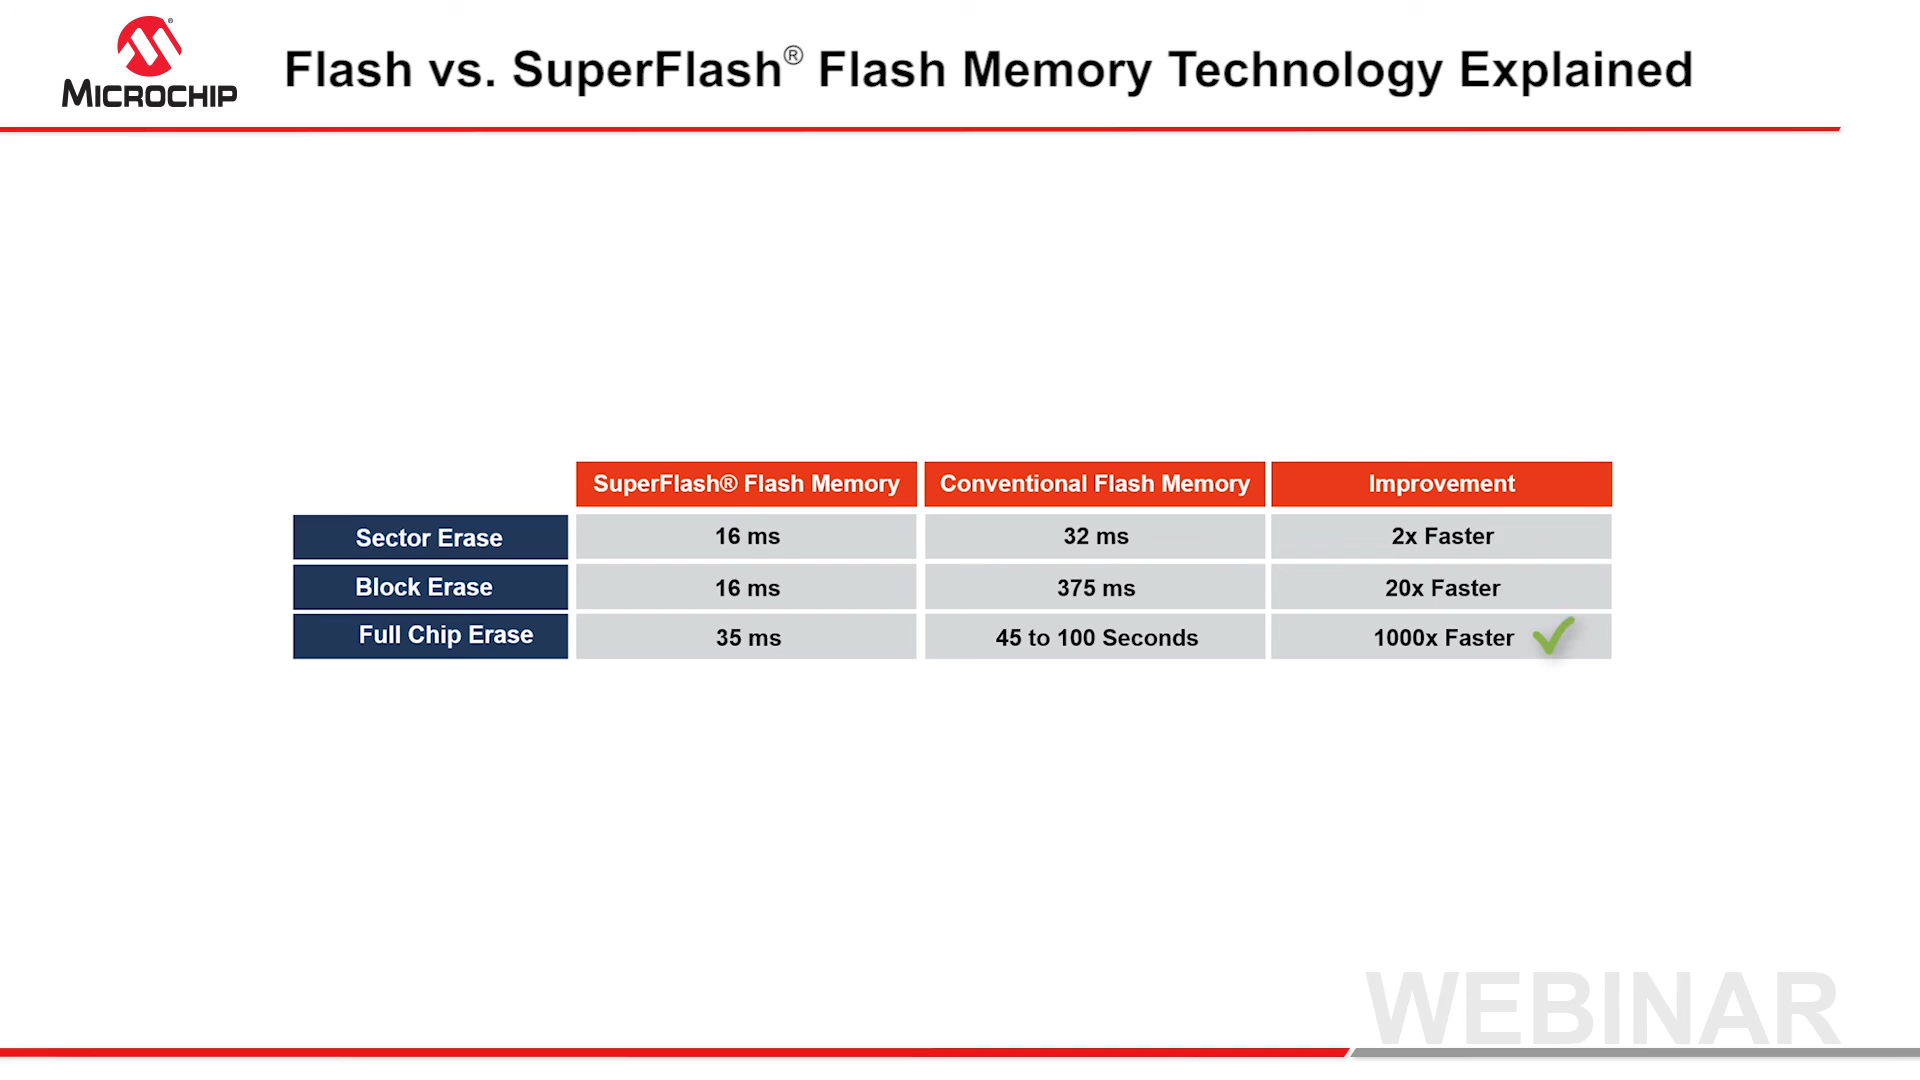 MICROCHIP
Flash vs. SuperFlash® Flash Memory Technology Explained
SuperFlash® Flash Memory Conventional Flash Memory Improvement
Sector Erase 16 ms 32 ms 2x Faster
Block Erase 16 ms 375 ms 20x Faster
Full Chip Erase 35 ms 45 to 100 Seconds 1000x Faster
WEBINAR